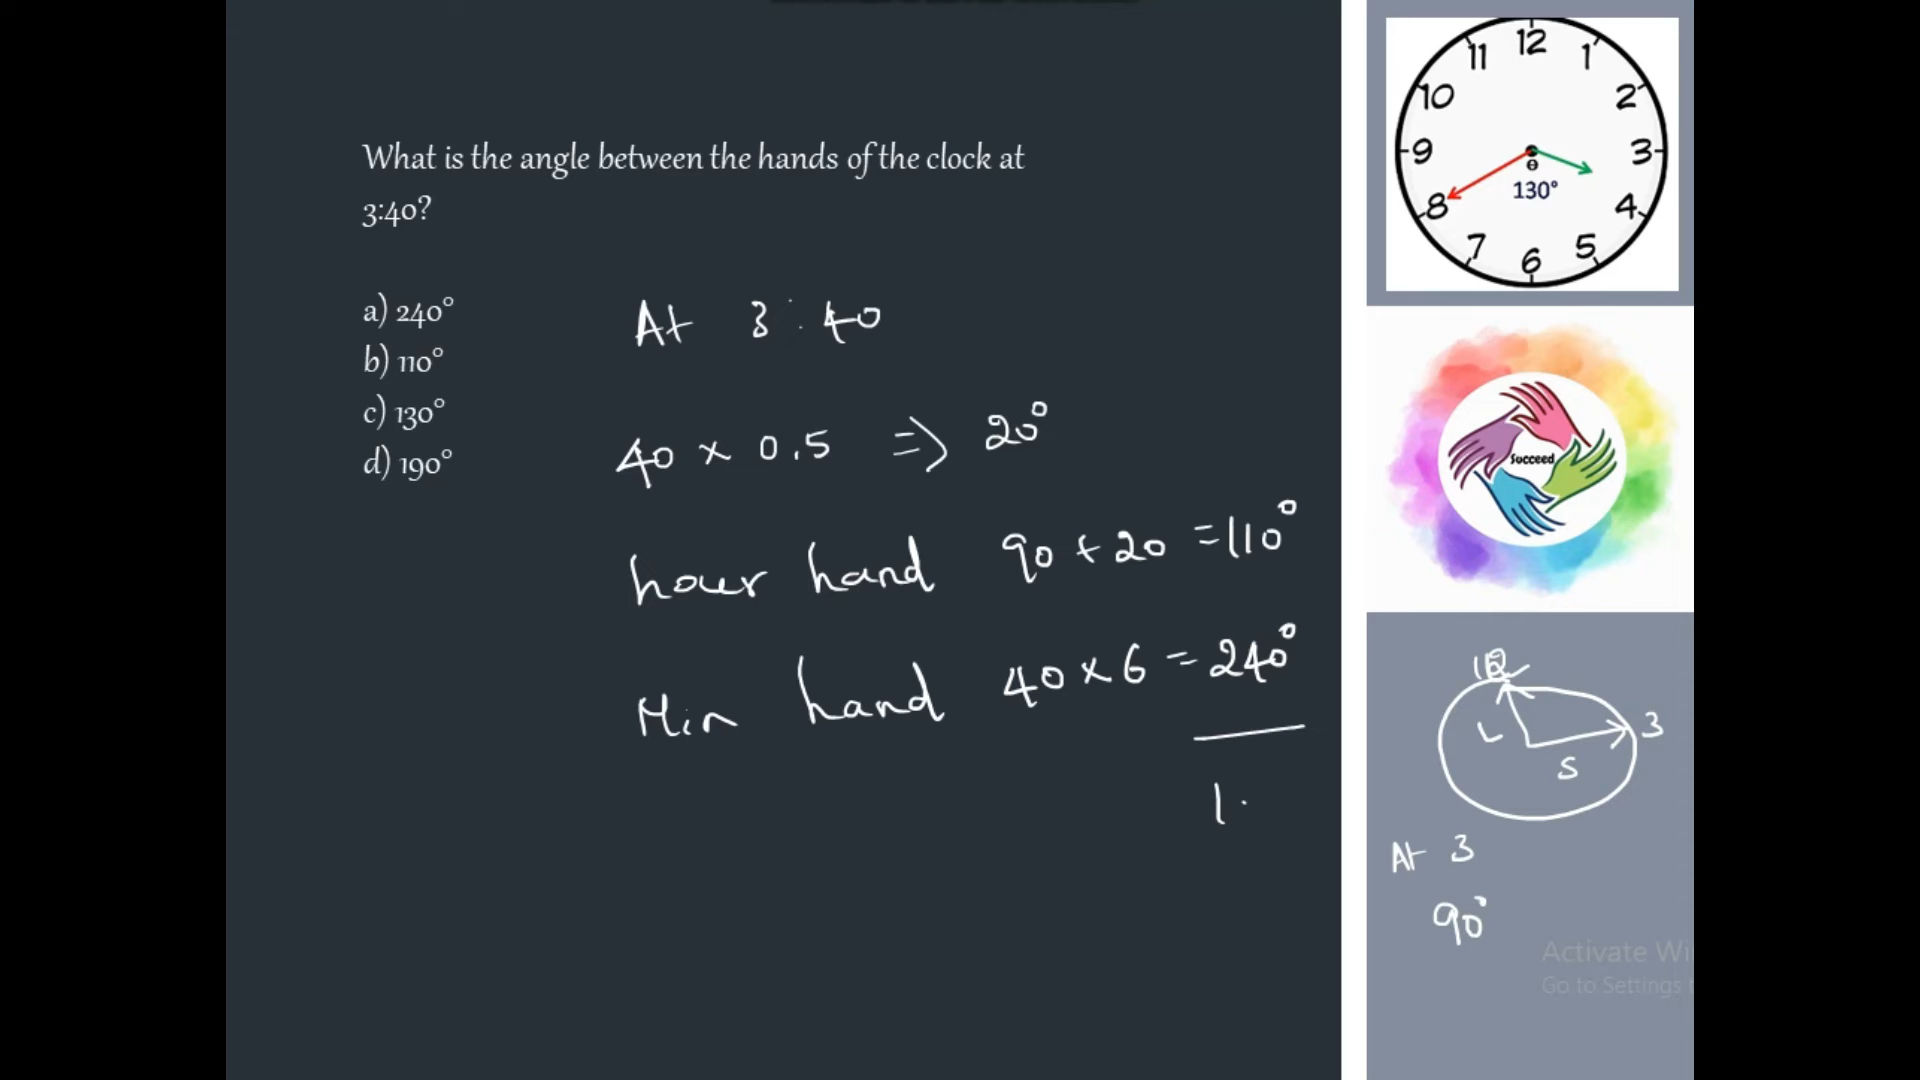 What is the angle between the hands of the clock at
3:40?
a) 240°
b) 110°
c) 130°
d) 190°
At 3:40
40 x 0.5 => 20°
hour hand 90 + 20 = 110°
Min hand 40 x 6 = 240°
1
12
11
1
10
2
9
3
8
4
7
5
6
θ
130°
Succeed
12
3
L
S
At 3
90°
Activate Wi
Go to Settings t